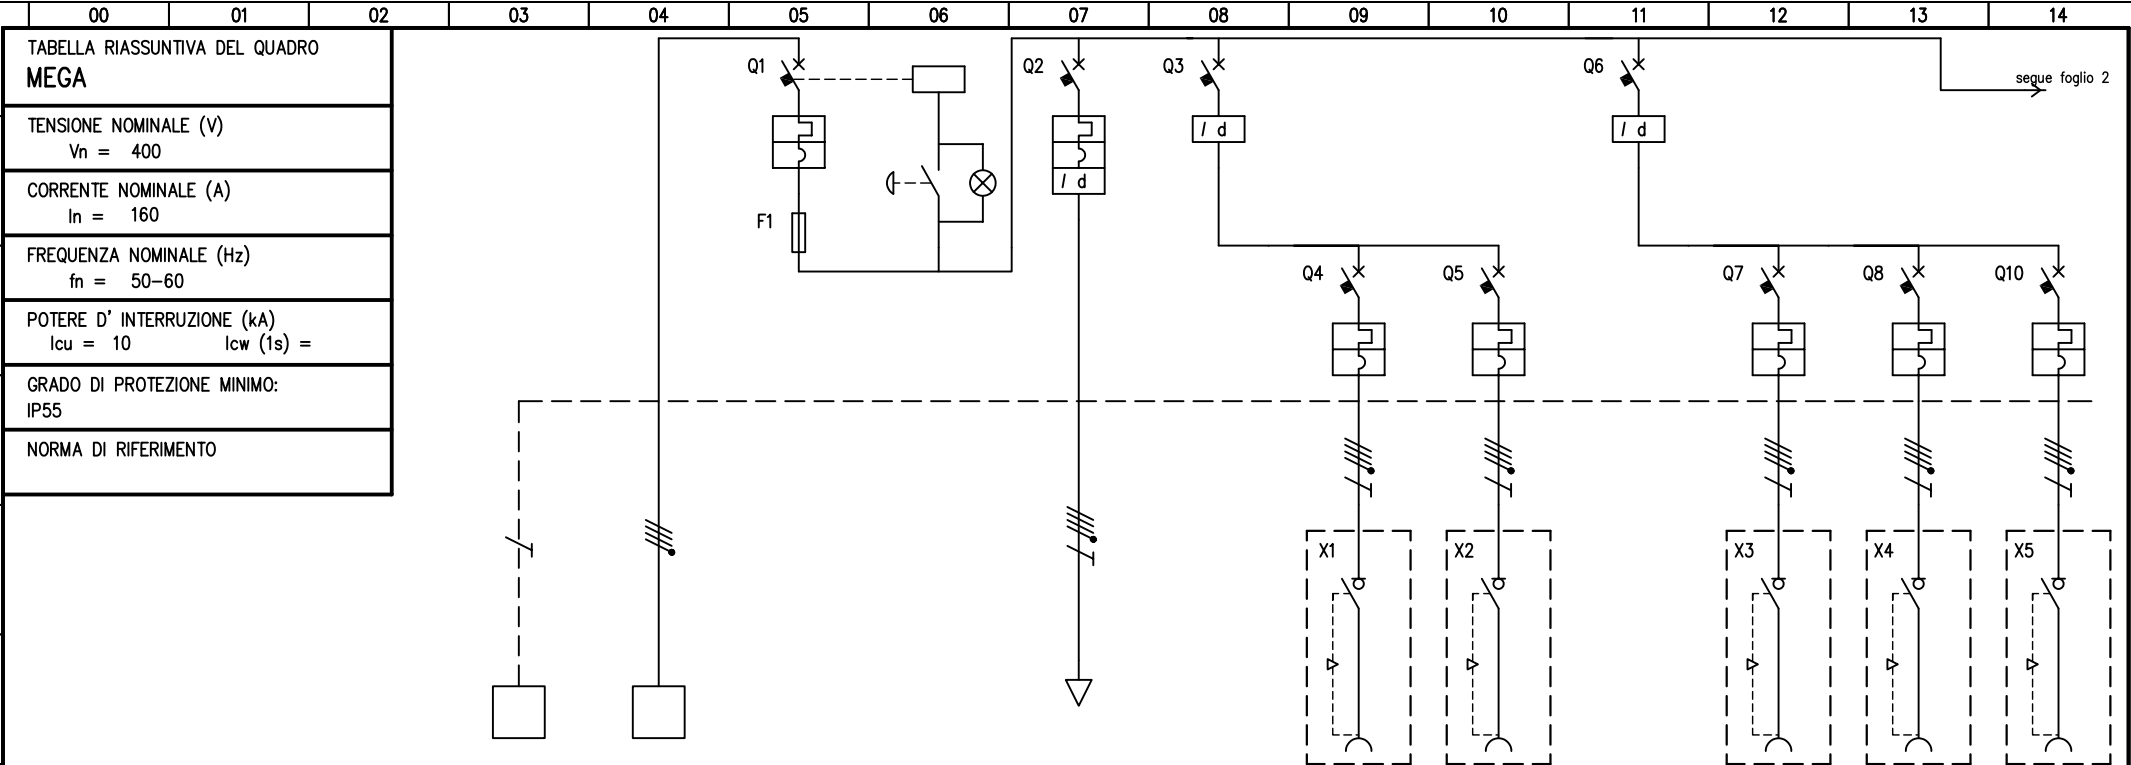 00 01 02 03 04 05 06 07 08 09 10 11 12 13 14
TABELLA RIASSUNTIVA DEL QUADRO
MEGA
TENSIONE NOMINALE (V)
Vn = 400
CORRENTE NOMINALE (A)
In = 160
FREQUENZA NOMINALE (Hz)
fn = 50-60
POTERE D' INTERRUZIONE (kA)
Icu = 10 Icw (1s) =
GRADO DI PROTEZIONE MINIMO:
IP55
NORMA DI RIFERIMENTO
Q1 Q2 Q3 Q6
segue foglio 2
I d I d
I d
F1
Q4 Q5 Q7 Q8 Q10
X1 X2 X3 X4 X5